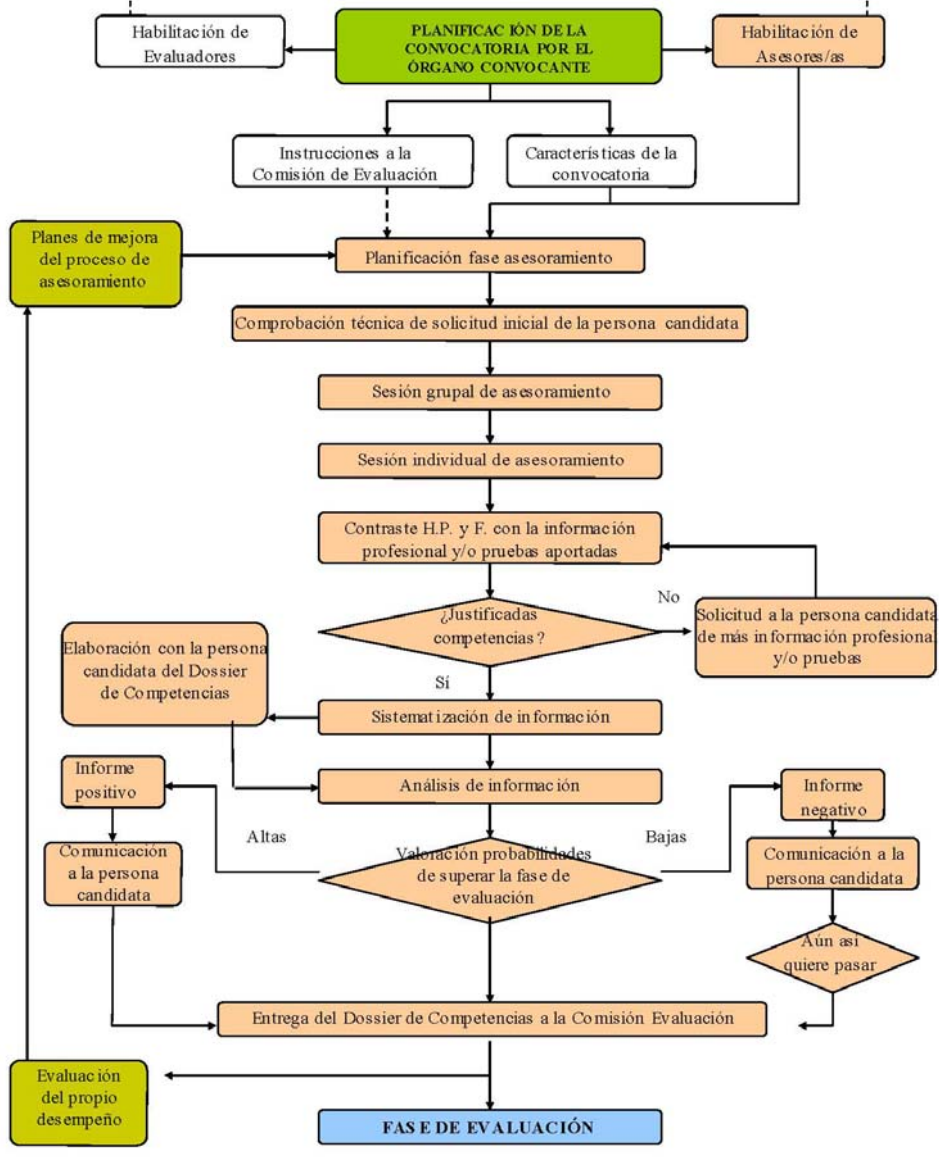 Habilitación de
Evaluadores
PLANIFICACIÓN DE LA
CONVOCATORIA POR EL
ÓRGANO CONVOCANTE
Habilitación de
Asesores/as
Instrucciones a la
Comisión de Evaluación
Características de la
convocatoria
Planes de mejora
del proceso de
asesoramiento
Planificación fase asesoramiento
Comprobación técnica de solicitud inicial de la persona candidata
Sesión grupal de asesoramiento
Sesión individual de asesoramiento
Contraste H.P. y F. con la información
profesional y/o pruebas aportadas
¿Justificadas
competencias?
No
Solicitud a la persona candidata
de más información profesional
y/o pruebas
Elaboración con la persona
candidata del Dossier
de Competencias
Sí
Sistematización de información
Análisis de información
Informe
positivo
Altas
Bajas
Informe
negativo
Comunicación
a la persona
candidata
Valoración probabilidades
de superar la fase de
evaluación
Comunicación a la
persona candidata
Aún así
quiere pasar
Entrega del Dossier de Competencias a la Comisión Evaluación
Evaluación
del propio
desempeño
FASE DE EVALUACIÓN